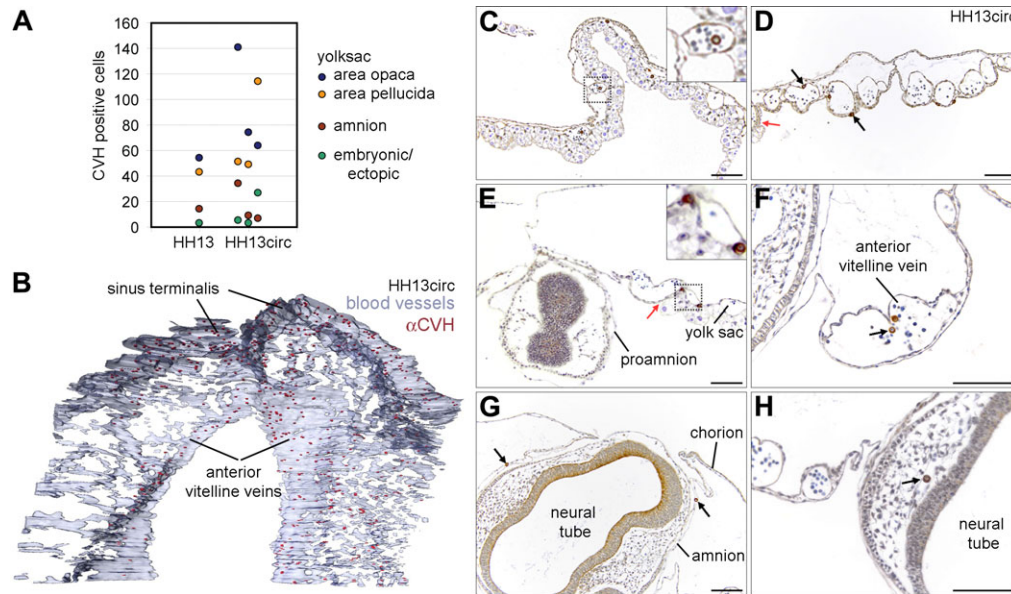 A
160
140
120
100
80
60
40
20
0
CVH positive cells
HH13 HH13circ
yolksac
area opaca
area pellucida
amnion
embryonic/
ectopic
B
HH13circ
blood vessels
αCVH
sinus terminalis
anterior
vitelline veins
C
D
HH13circ
E
proamnion
yolk sac
F
anterior
vitelline vein
G
chorion
neural
tube
amnion
H
neural
tube